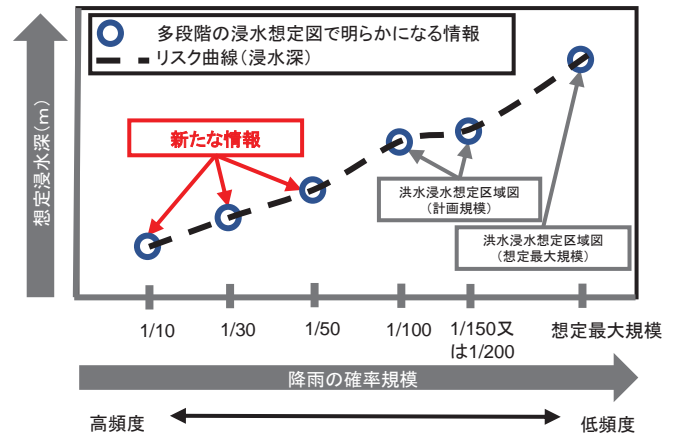 多段階の浸水想定図で明らかになる情報
リスク曲線(浸水深)
想定浸水深(m)
新たな情報
洪水浸水想定区域図
(計画規模)
洪水浸水想定区域図
(想定最大規模)
1/10
1/30
1/50
1/100
1/150又
は1/200
想定最大規模
降雨の確率規模
高頻度
低頻度